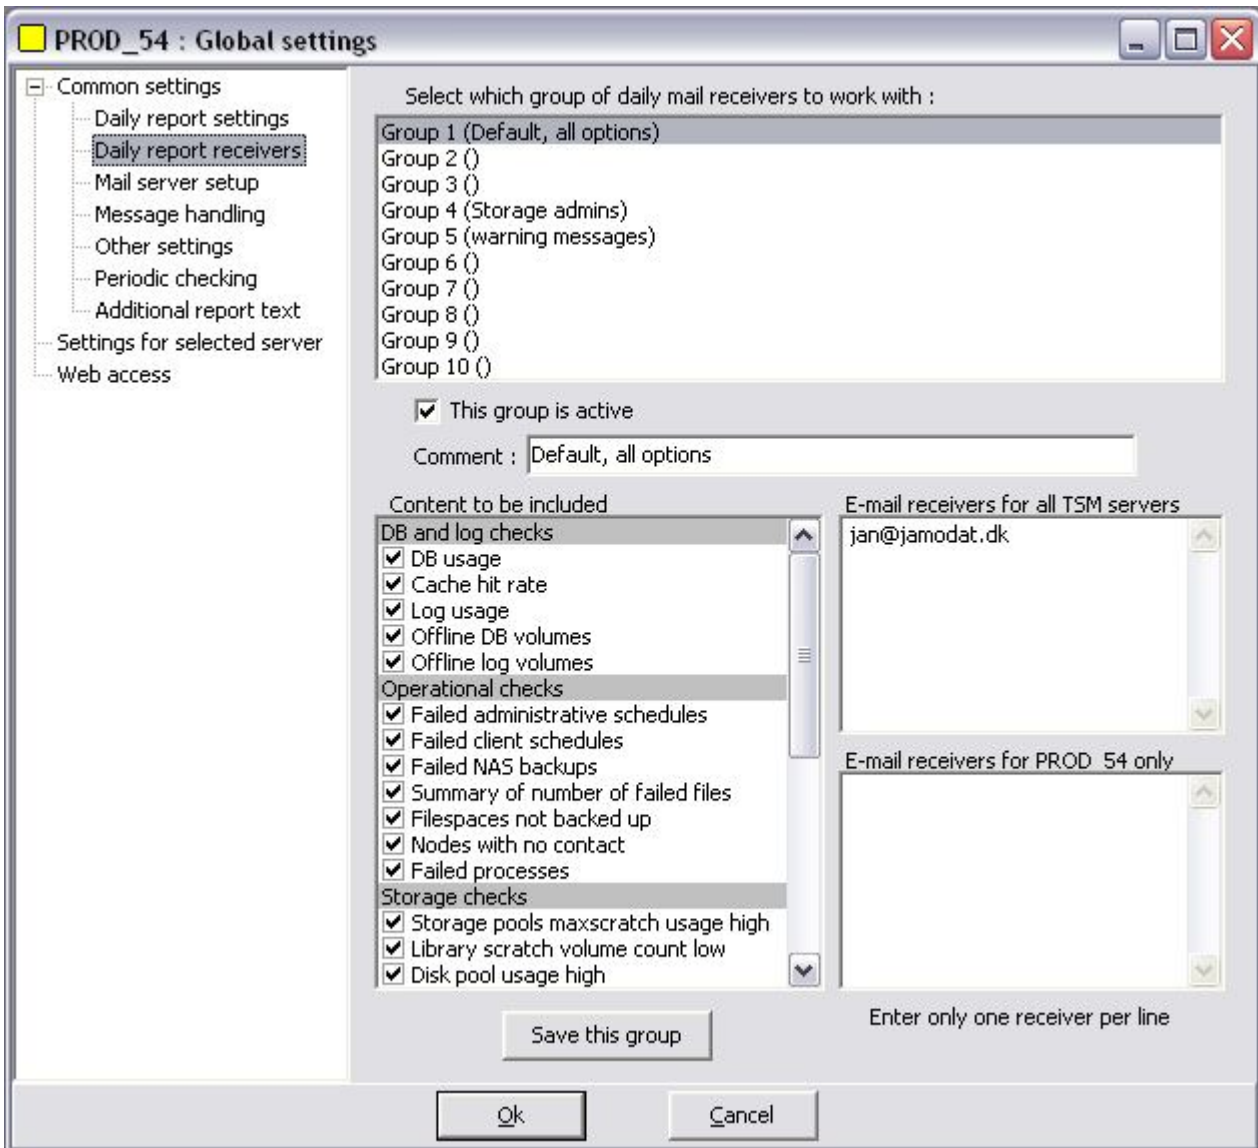 PROD_54 : Global settings
Common settings
Daily report settings
Daily report receivers
Mail server setup
Message handling
Other settings
Periodic checking
Additional report text
Settings for selected server
Web access
Select which group of daily mail receivers to work with :
Group 1 (Default, all options)
Group 2 ()
Group 3 ()
Group 4 (Storage admins)
Group 5 (warning messages)
Group 6 ()
Group 7 ()
Group 8 ()
Group 9 ()
Group 10 ()
This group is active
Comment : Default, all options
Content to be included
DB and log checks
DB usage
Cache hit rate
Log usage
Offline DB volumes
Offline log volumes
Operational checks
Failed administrative schedules
Failed client schedules
Failed NAS backups
Summary of number of failed files
Filespaces not backed up
Nodes with no contact
Failed processes
Storage checks
Storage pools maxscratch usage high
Library scratch volume count low
Disk pool usage high
Save this group
E-mail receivers for all TSM servers
jan@jamodat.dk
E-mail receivers for PROD_54 only
Enter only one receiver per line
Ok
Cancel